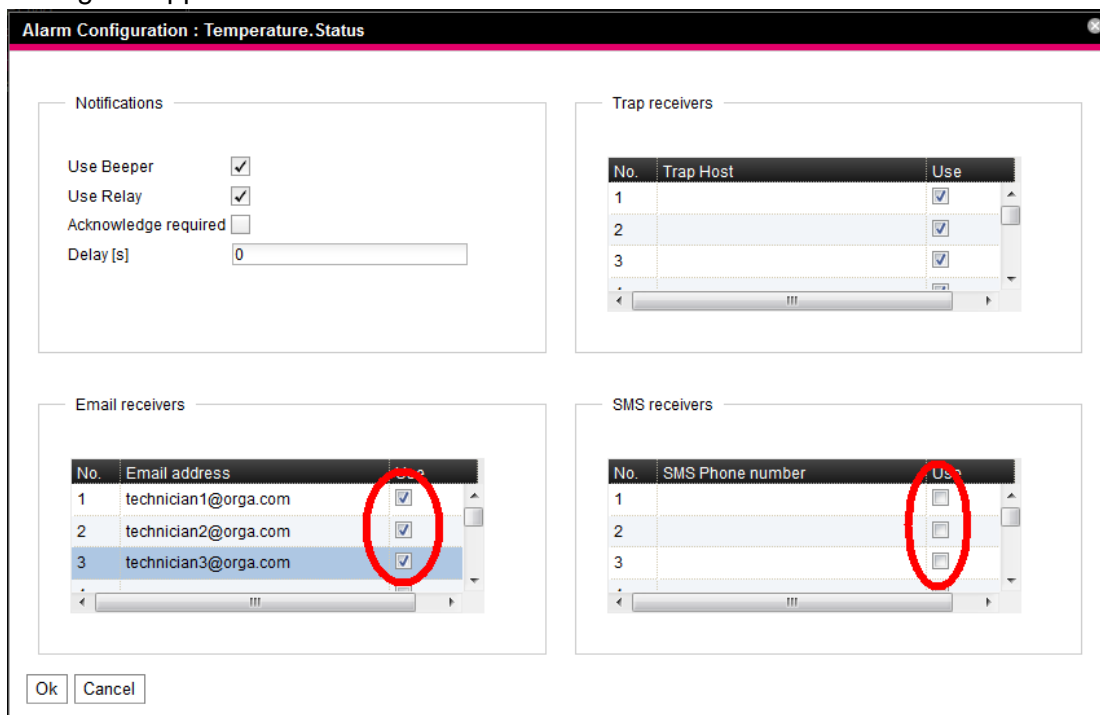 Alarm Configuration : Temperature.Status
Notifications
Use Beeper
Use Relay
Acknowledge required
Delay [s] 0
Trap receivers
No. Trap Host Use
1
2
3
Email receivers
No. Email address Use
1 technician1@orga.com
2 technician2@orga.com
3 technician3@orga.com
SMS receivers
No. SMS Phone number Use
1
2
3
Ok Cancel